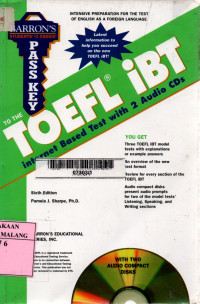 INTENSIVE PREPARATION FOR THE TEST
OF ENGLISH AS A FOREIGN LANGUAGE
BARRON'S
PASS KEY
Latest
information to
help you succeed
on the new
TOEFL iBT!
TO THE
TOEFL® iBT
Internet Based Test with 2 Audio CDs
YOU GET
Three TOEFL iBT model
tests with explanations
or example answers
An overview of the new
test format
Review for every section of the
TOEFL iBT
Audio compact disks
present audio prompts
for two of the model tests'
Listening, Speaking, and
Writing sections
Sixth Edition
Pamela J. Sharpe, Ph.D.
BARRON'S EDUCATIONAL
SERIES, INC.
AKAAN
MALANG
WITH TWO
AUDIO COMPACT
DISKS